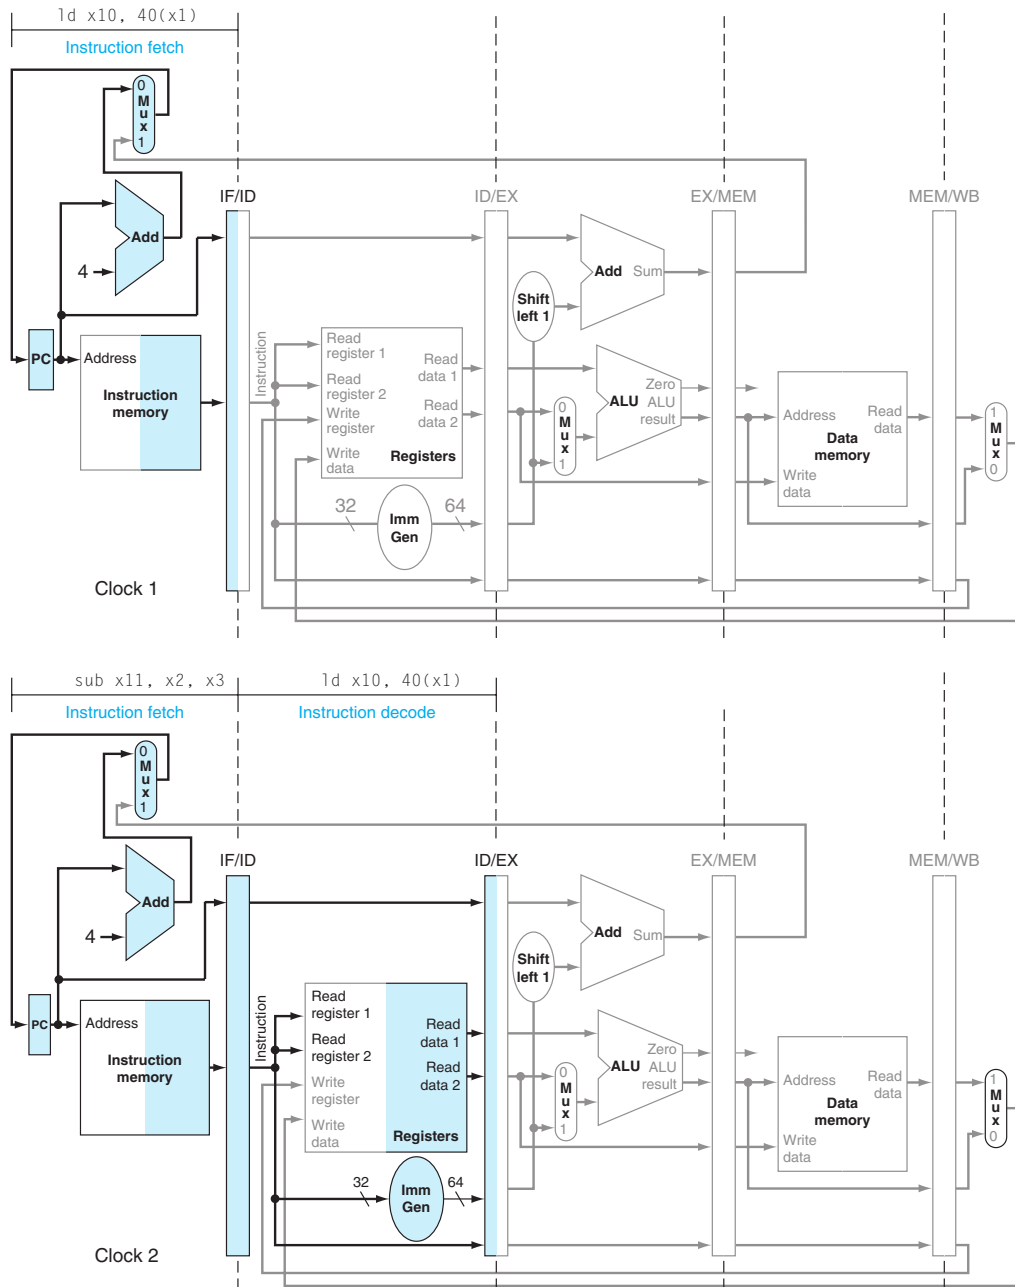 ld x10, 40(x1)
Instruction fetch
0
M
u
x
1
IF/ID
ID/EX
EX/MEM
MEM/WB
Add
4
Add Sum
Shift
left 1
PC
Address
Instruction
memory
Instruction
Read
register 1
Read
register 2
Write
register
Write
data
Read
data 1
Read
data 2
Registers
0
M
u
x
1
ALU
Zero
ALU
result
Address
Read
data
Data
memory
Write
data
1
M
u
x
0
32
Imm
Gen
64
Clock 1
sub x11, x2, x3
ld x10, 40(x1)
Instruction fetch
Instruction decode
0
M
u
x
1
IF/ID
ID/EX
EX/MEM
MEM/WB
Add
4
Add Sum
Shift
left 1
PC
Address
Instruction
memory
Instruction
Read
register 1
Read
register 2
Write
register
Write
data
Read
data 1
Read
data 2
Registers
0
M
u
x
1
ALU
Zero
ALU
result
Address
Read
data
Data
memory
Write
data
1
M
u
x
0
32
Imm
Gen
64
Clock 2